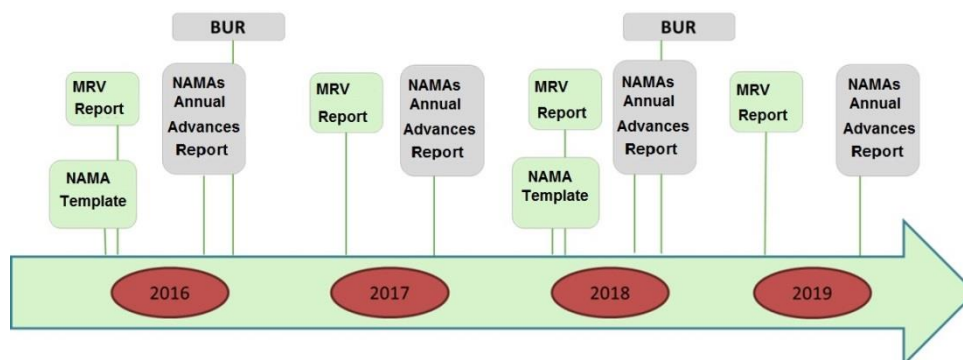 BUR
BUR
MRV
Report
NAMAs
Annual
Advances
Report
MRV
Report
NAMAs
Annual
Advances
Report
MRV
Report
NAMAs
Annual
Advances
Report
MRV
Report
NAMAs
Annual
Advances
Report
NAMA
Template
NAMA
Template
2016
2017
2018
2019